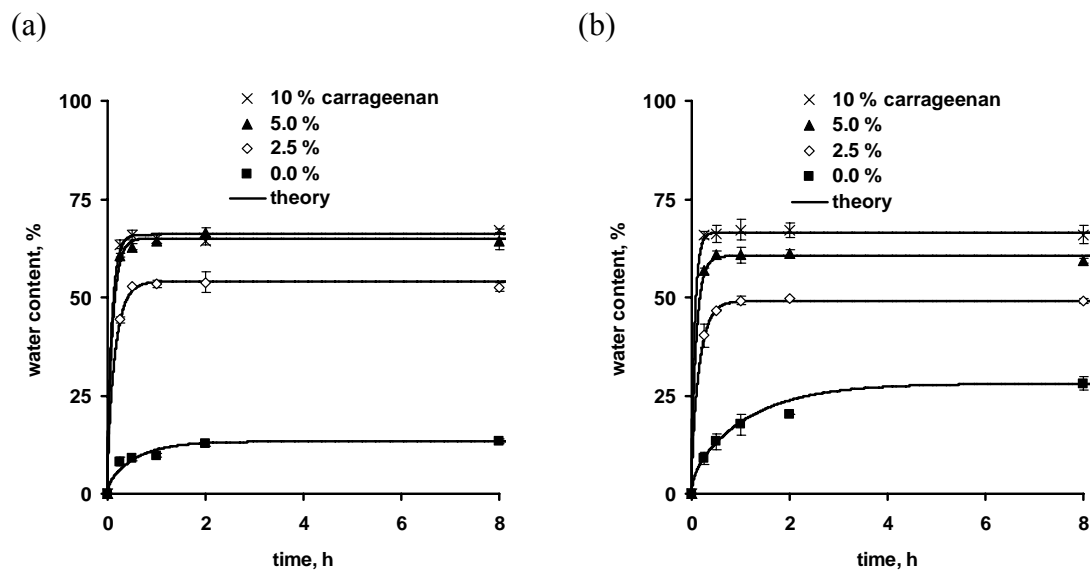 (a)
10 % carrageenan
5.0 %
2.5 %
0.0 %
theory
100
75
50
25
0
water content, %
0 2 4 6 8
time, h
(b)
10 % carrageenan
5.0 %
2.5 %
0.0 %
theory
100
75
50
25
0
water content, %
0 2 4 6 8
time, h